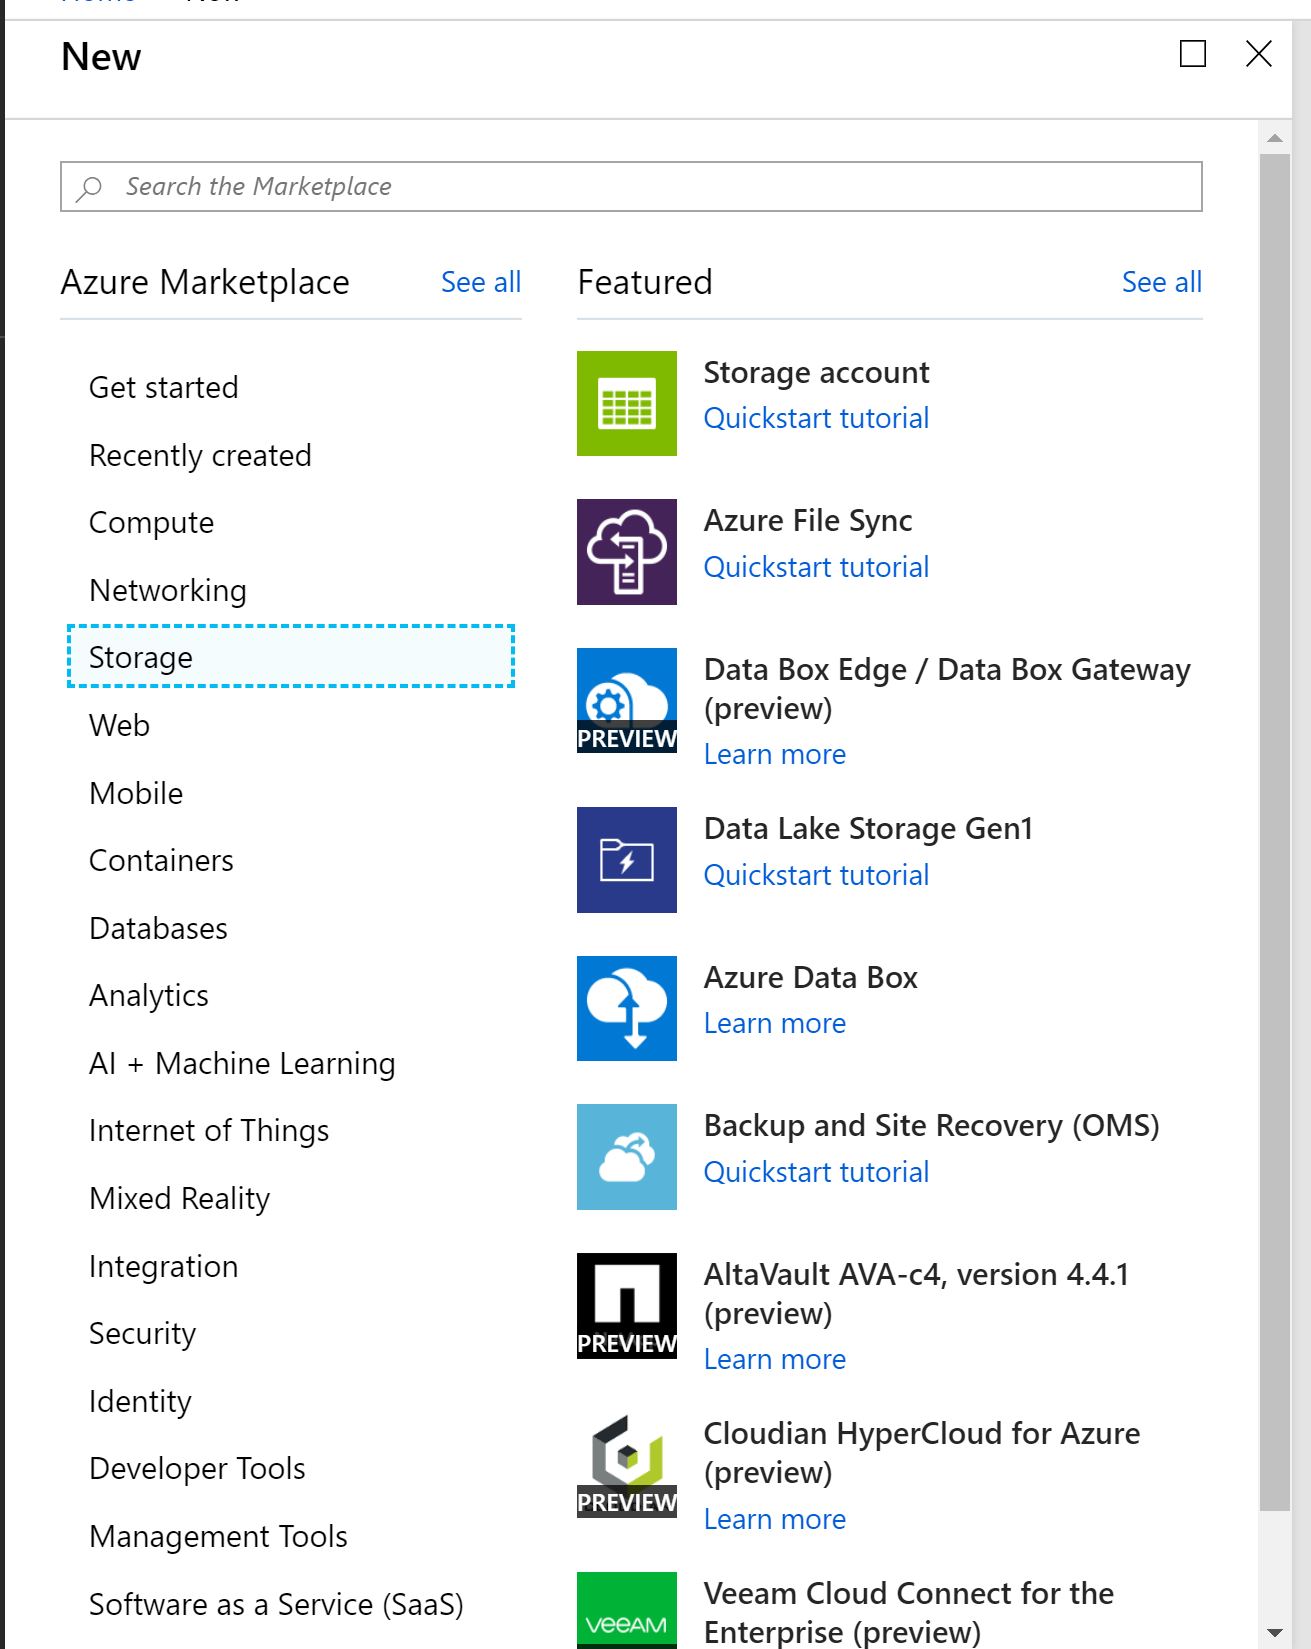 New
Search the Marketplace
Azure Marketplace
See all
Get started
Recently created
Compute
Networking
Storage
Web
Mobile
Containers
Databases
Analytics
AI + Machine Learning
Internet of Things
Mixed Reality
Integration
Security
Identity
Developer Tools
Management Tools
Software as a Service (SaaS)
Featured
See all
Storage account
Quickstart tutorial
Azure File Sync
Quickstart tutorial
PREVIEW
Data Box Edge / Data Box Gateway
(preview)
Learn more
Data Lake Storage Gen1
Quickstart tutorial
Azure Data Box
Learn more
Backup and Site Recovery (OMS)
Quickstart tutorial
PREVIEW
AltaVault AVA-c4, version 4.4.1
(preview)
Learn more
PREVIEW
Cloudian HyperCloud for Azure
(preview)
Learn more
veeAM
Veeam Cloud Connect for the
Enterprise (preview)